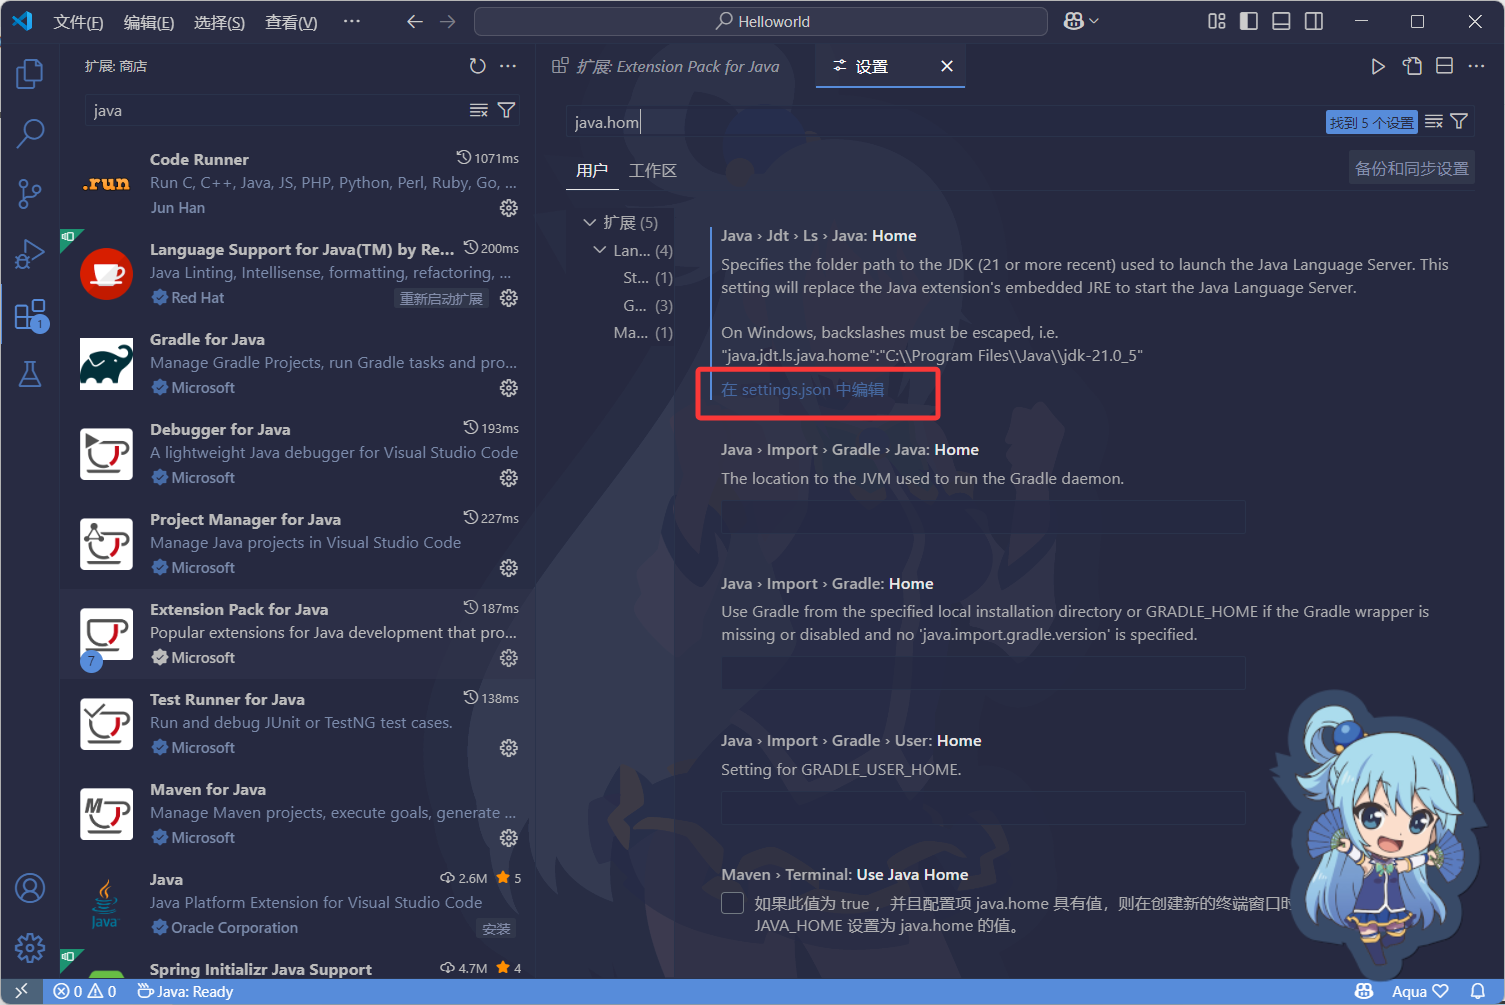 文件(F) 编辑(E) 选择(S) 查看(V) ··· Helloworld
扩展: 商店
java
Code Runner 1071ms
Run C, C++, Java, JS, PHP, Python, Perl, Ruby, Go, ...
Jun Han
Language Support for Java(TM) by Re... 200ms
Java Linting, Intellisense, formatting, refactoring, ...
Red Hat 重新启动扩展
Gradle for Java
Manage Gradle Projects, run Gradle tasks and pro...
Microsoft
Debugger for Java 193ms
A lightweight Java debugger for Visual Studio Code
Microsoft
Project Manager for Java 227ms
Manage Java projects in Visual Studio Code
Microsoft
Extension Pack for Java 187ms
Popular extensions for Java development that pro...
Microsoft
7
Test Runner for Java 138ms
Run and debug JUnit or TestNG test cases.
Microsoft
Maven for Java
Manage Maven projects, execute goals, generate ...
Microsoft
Java 2.6M 5
Java Platform Extension for Visual Studio Code
Oracle Corporation 安装
Spring Initializr Java Support 4.7M 4
.run
1
M
Java
扩展: Extension Pack for Java
设置
java.hom
找到 5 个设置
用户 工作区
备份和同步设置
扩展 (5)
Lan... (4)
St... (1)
G... (3)
Ma... (1)
Java › Jdt › Ls › Java: Home
Specifies the folder path to the JDK (21 or more recent) used to launch the Java Language Server. This
setting will replace the Java extension's embedded JRE to start the Java Language Server.
On Windows, backslashes must be escaped, i.e.
"java.jdt.ls.java.home":"C:\\Program Files\\Java\\jdk-21.0_5"
在 settings.json 中编辑
Java › Import › Gradle › Java: Home
The location to the JVM used to run the Gradle daemon.
Java › Import › Gradle: Home
Use Gradle from the specified local installation directory or GRADLE_HOME if the Gradle wrapper is
missing or disabled and no 'java.import.gradle.version' is specified.
Java › Import › Gradle › User: Home
Setting for GRADLE_USER_HOME.
Maven › Terminal: Use Java Home
如果此值为 true ，并且配置项 java.home 具有值，则在创建新的终端窗口时
JAVA_HOME 设置为 java.home 的值。
0 0 Java: Ready
Aqua